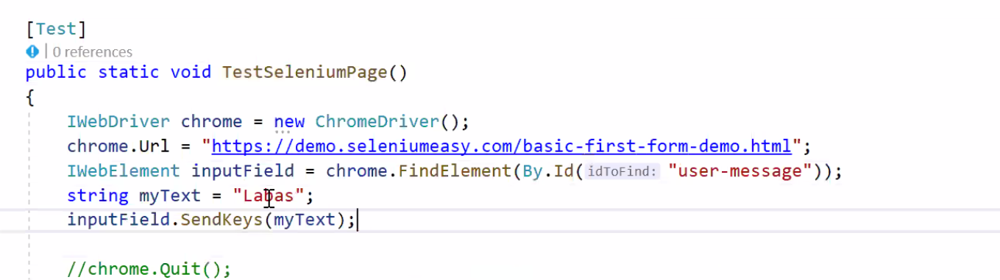 [Test]
| 0 references
public static void TestSeleniumPage()
{
IWebDriver chrome = new ChromeDriver();
chrome.Url = "https://demo.seleniumeasy.com/basic-first-form-demo.html";
IWebElement inputField = chrome.FindElement(By.Id(idToFind: "user-message"));
string myText = "Labas";
inputField.SendKeys(myText);
//chrome.Quit();